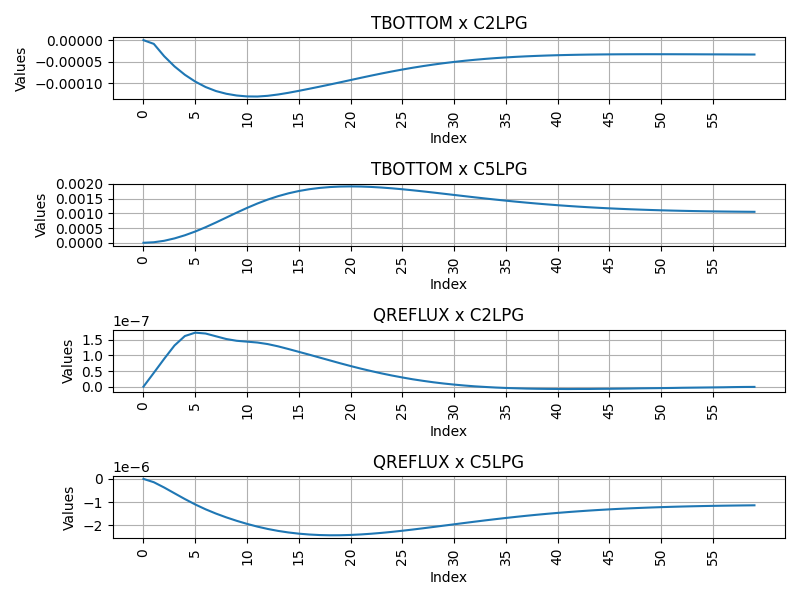 TBOTTOM x C2LPG
0.00000
−0.00005
−0.00010
Values
0 5 10 15 20 25 30 35 40 45 50 55
Index
TBOTTOM x C5LPG
0.0020
0.0015
0.0010
0.0005
0.0000
Values
0 5 10 15 20 25 30 35 40 45 50 55
Index
QREFLUX x C2LPG
1e−7
1.5
1.0
0.5
0.0
Values
0 5 10 15 20 25 30 35 40 45 50 55
Index
QREFLUX x C5LPG
1e−6
0
−1
−2
Values
0 5 10 15 20 25 30 35 40 45 50 55
Index